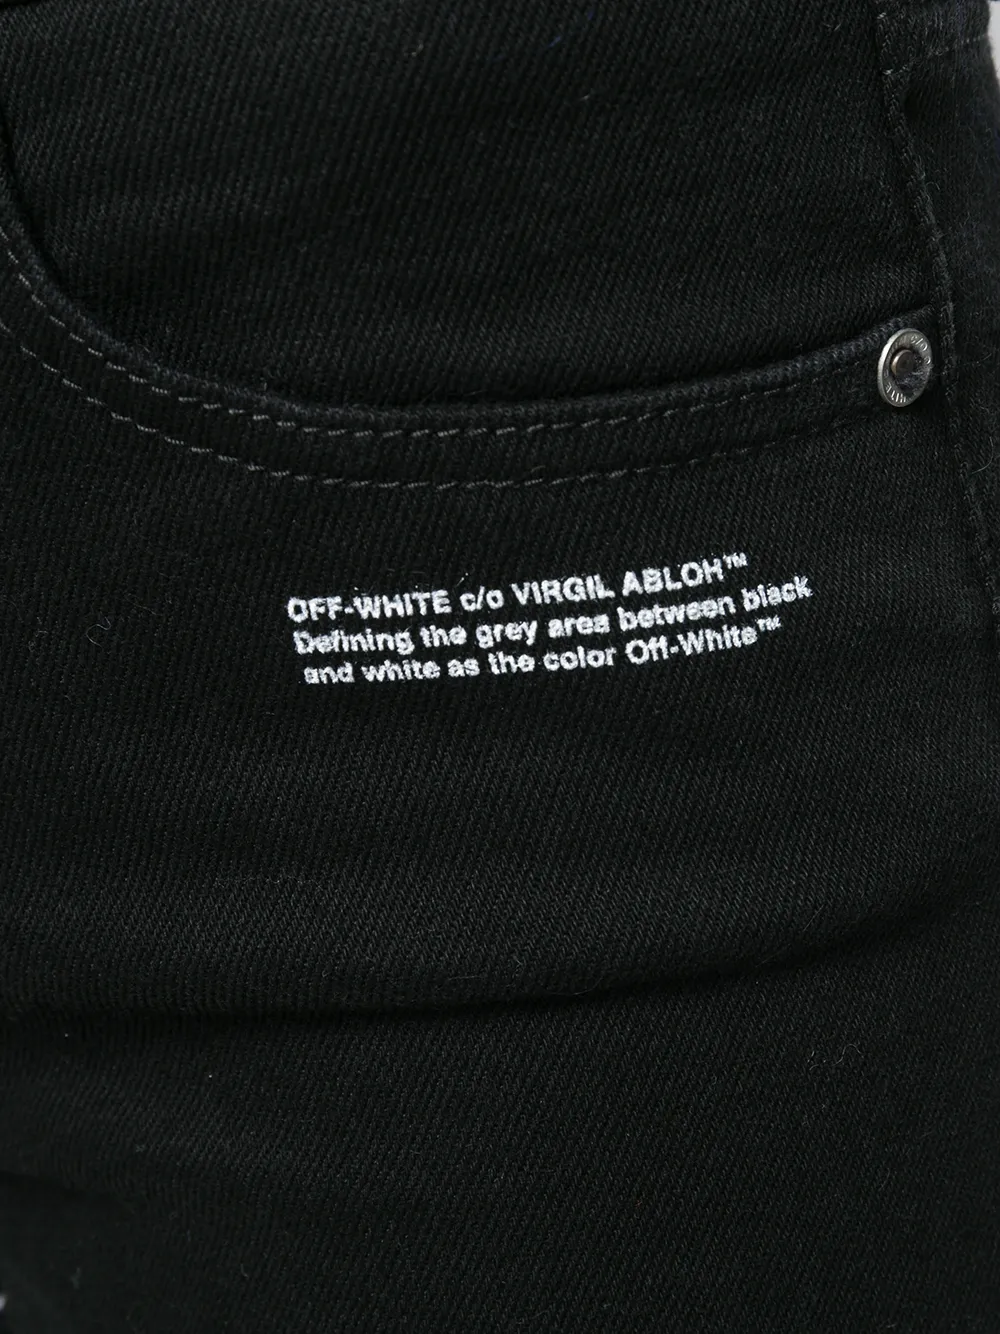 OFF-WHITE c/o VIRGIL ABLOH™
Defining the grey area between black
and white as the color Off-White™